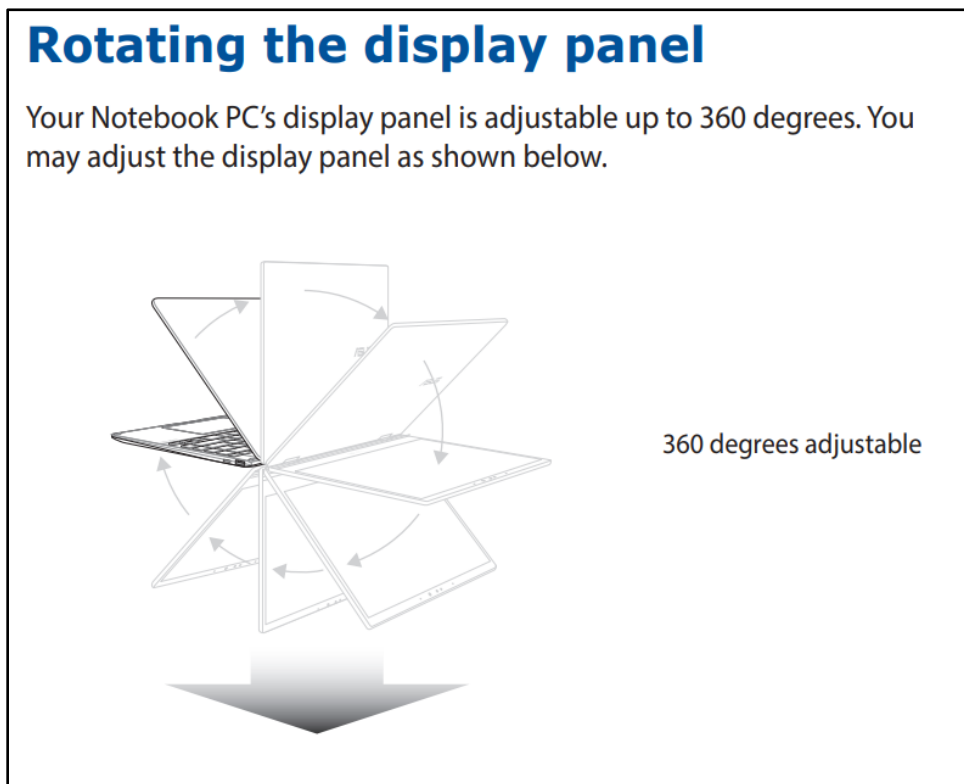 Rotating the display panel
Your Notebook PC’s display panel is adjustable up to 360 degrees. You
may adjust the display panel as shown below.
360 degrees adjustable